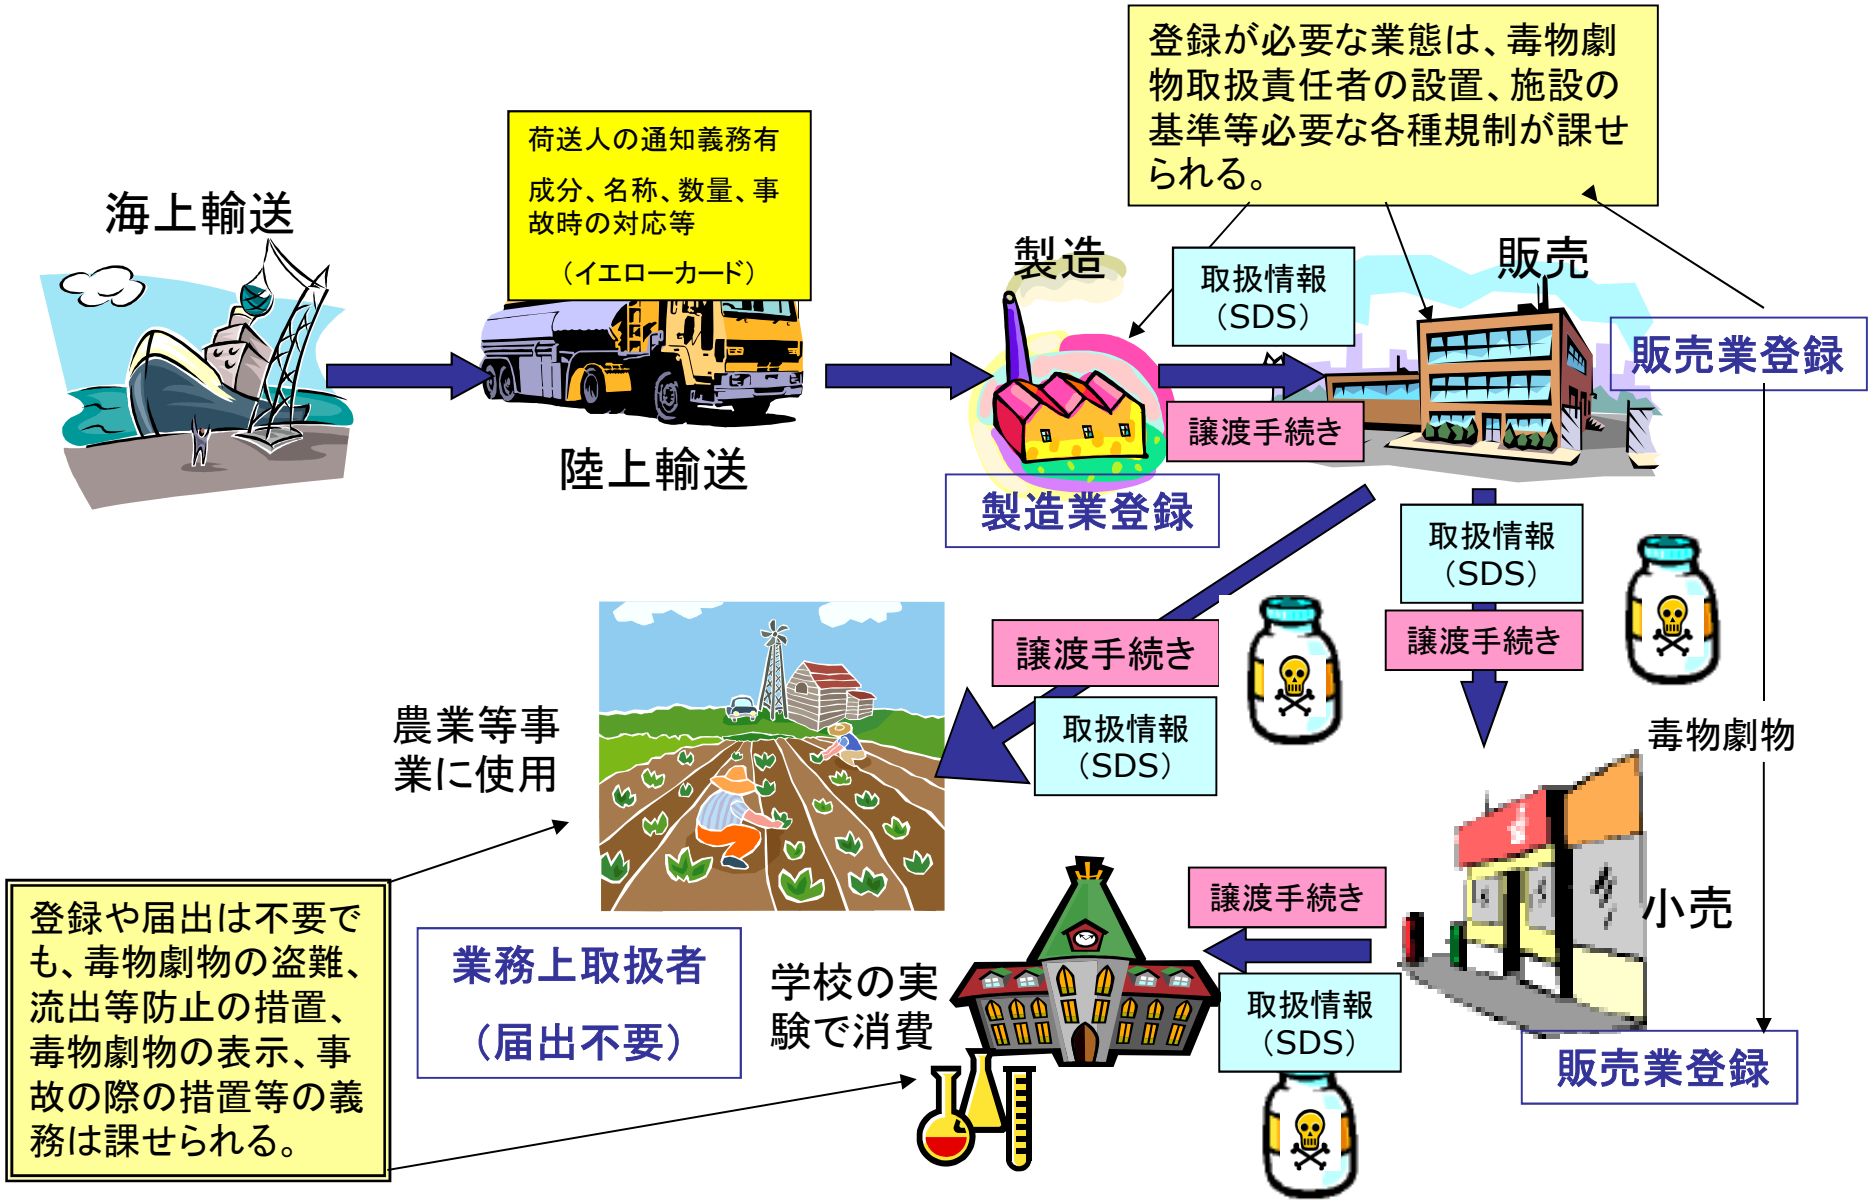 登録が必要な業態は、毒物劇
物取扱責任者の設置、施設の
基準等必要な各種規制が課せ
られる。
荷送人の通知義務有
成分、名称、数量、事
故時の対応等
（イエローカード）
海上輸送
陸上輸送
製造
取扱情報
（SDS）
販売
販売業登録
譲渡手続き
製造業登録
取扱情報
（SDS）
譲渡手続き
譲渡手続き
取扱情報
（SDS）
農業等事
業に使用
毒物劇物
小売
譲渡手続き
取扱情報
（SDS）
販売業登録
登録や届出は不要で
も、毒物劇物の盗難、
流出等防止の措置、
毒物劇物の表示、事
故の際の措置等の義
務は課せられる。
業務上取扱者
（届出不要）
学校の実
験で消費